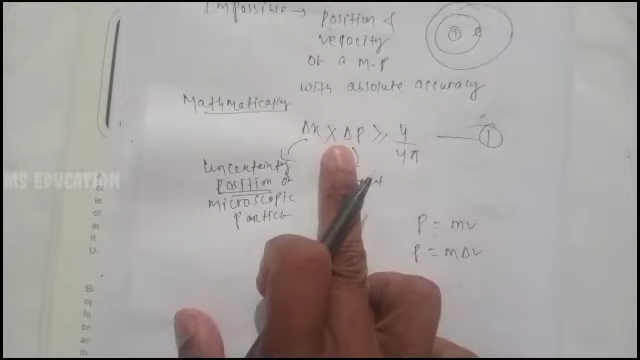 Impossible → position &
velocity
of a M.P
with absolute accuracy
Mathmatically
Δx × ΔP ≥ h/4π — 1
Uncertainty
position of
microscopic
particle
P = mv
P = mΔv
MS EDUCATION